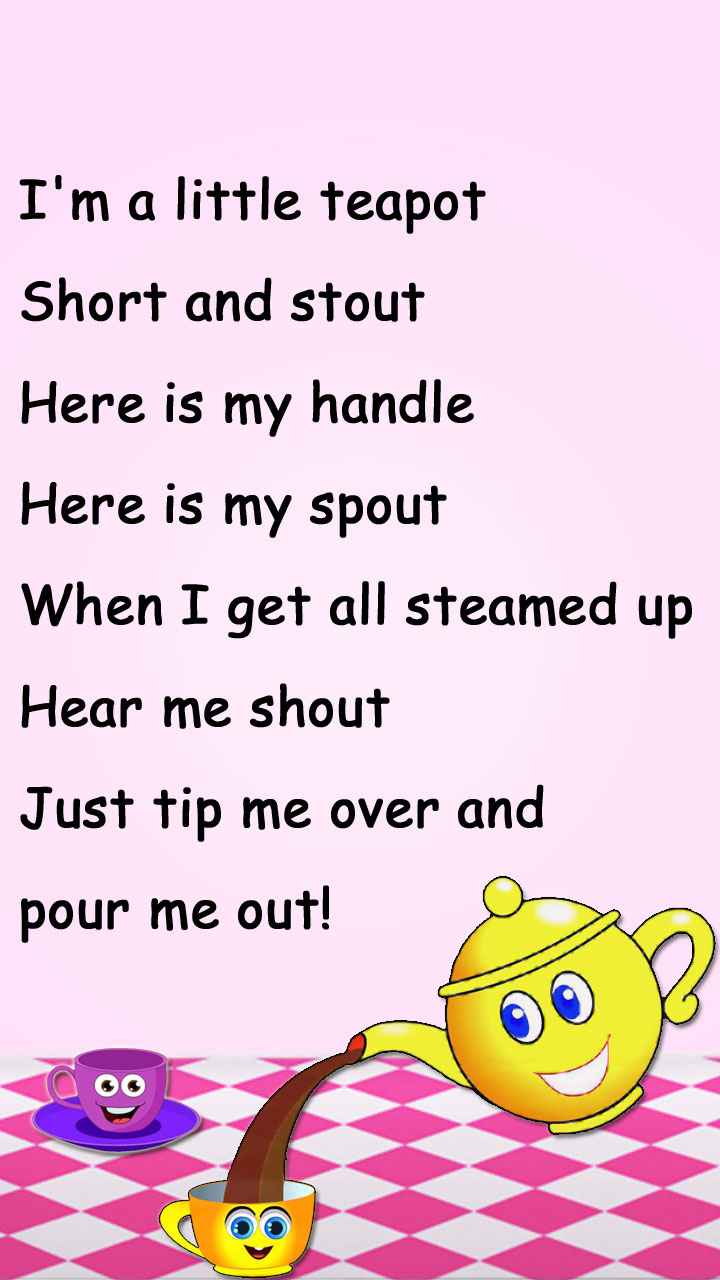 I'm a little teapot
Short and stout
Here is my handle
Here is my spout
When I get all steamed up
Hear me shout
Just tip me over and
pour me out!